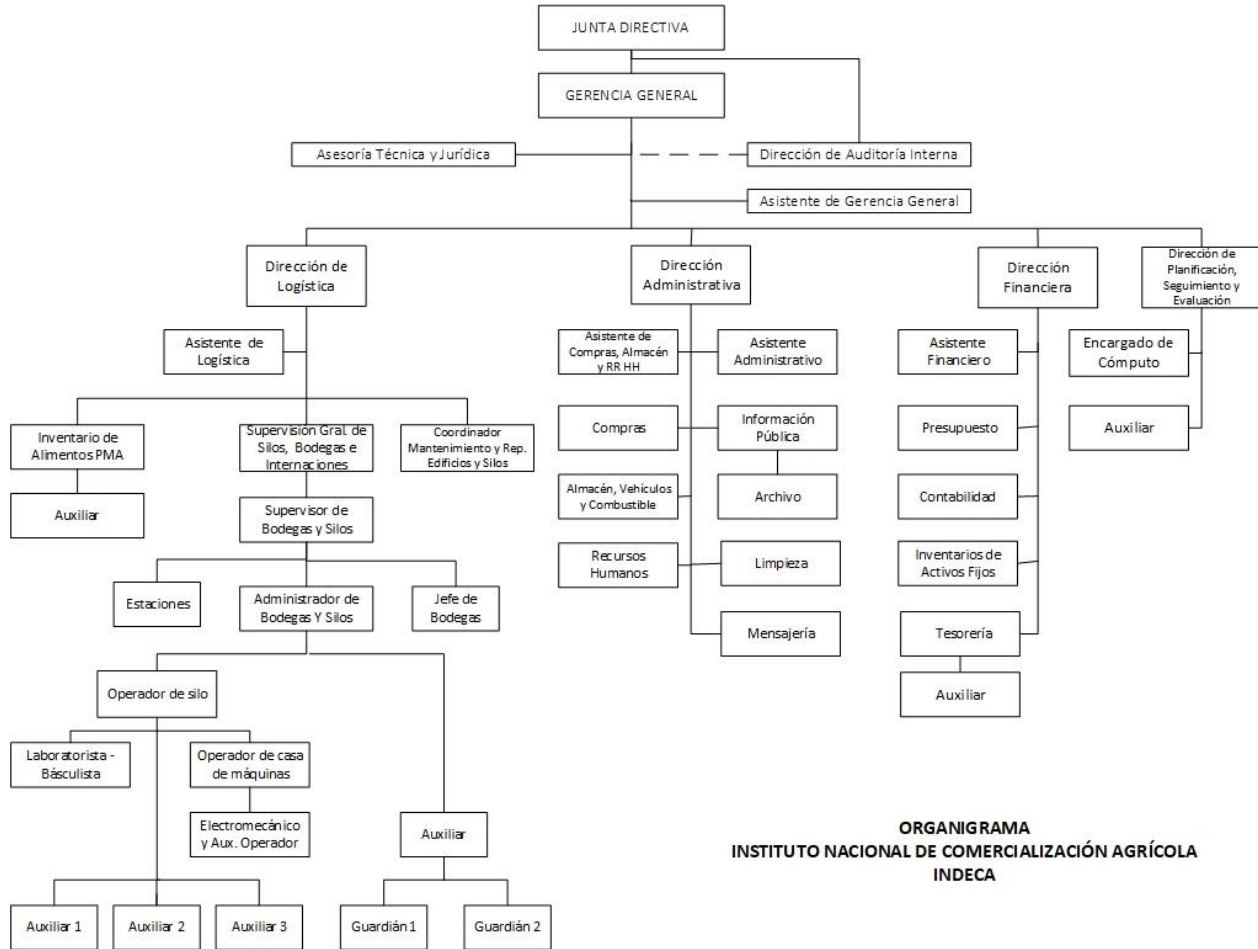 JUNTA DIRECTIVA
GERENCIA GENERAL
Asesoría Técnica y Jurídica
Dirección de Auditoría Interna
Asistente de Gerencia General
Dirección de
Logística
Dirección
Administrativa
Dirección
Financiera
Dirección de
Planificación,
Seguimiento y
Evaluación
Asistente de
Logística
Asistente de
Compras, Almacén
y RR HH
Asistente
Administrativo
Asistente
Financiero
Encargado de
Cómputo
Inventario de
Alimentos PMA
Supervisión Gral. de
Silos, Bodegas e
Internaciones
Coordinador
Mantenimiento y Rep.
Edificios y Silos
Compras
Información
Pública
Presupuesto
Auxiliar
Auxiliar
Supervisor de
Bodegas y Silos
Almacén, Vehículos
y Combustible
Archivo
Contabilidad
Estaciones
Administrador de
Bodegas Y Silos
Jefe de
Bodegas
Recursos
Humanos
Limpieza
Inventarios de
Activos Fijos
Mensajería
Tesorería
Operador de silo
Auxiliar
Laboratorista -
Básculista
Operador de casa
de máquinas
Electromecánico
y Aux. Operador
Auxiliar
Auxiliar 1
Auxiliar 2
Auxiliar 3
Guardián 1
Guardián 2
ORGANIGRAMA
INSTITUTO NACIONAL DE COMERCIALIZACIÓN AGRÍCOLA
INDECA